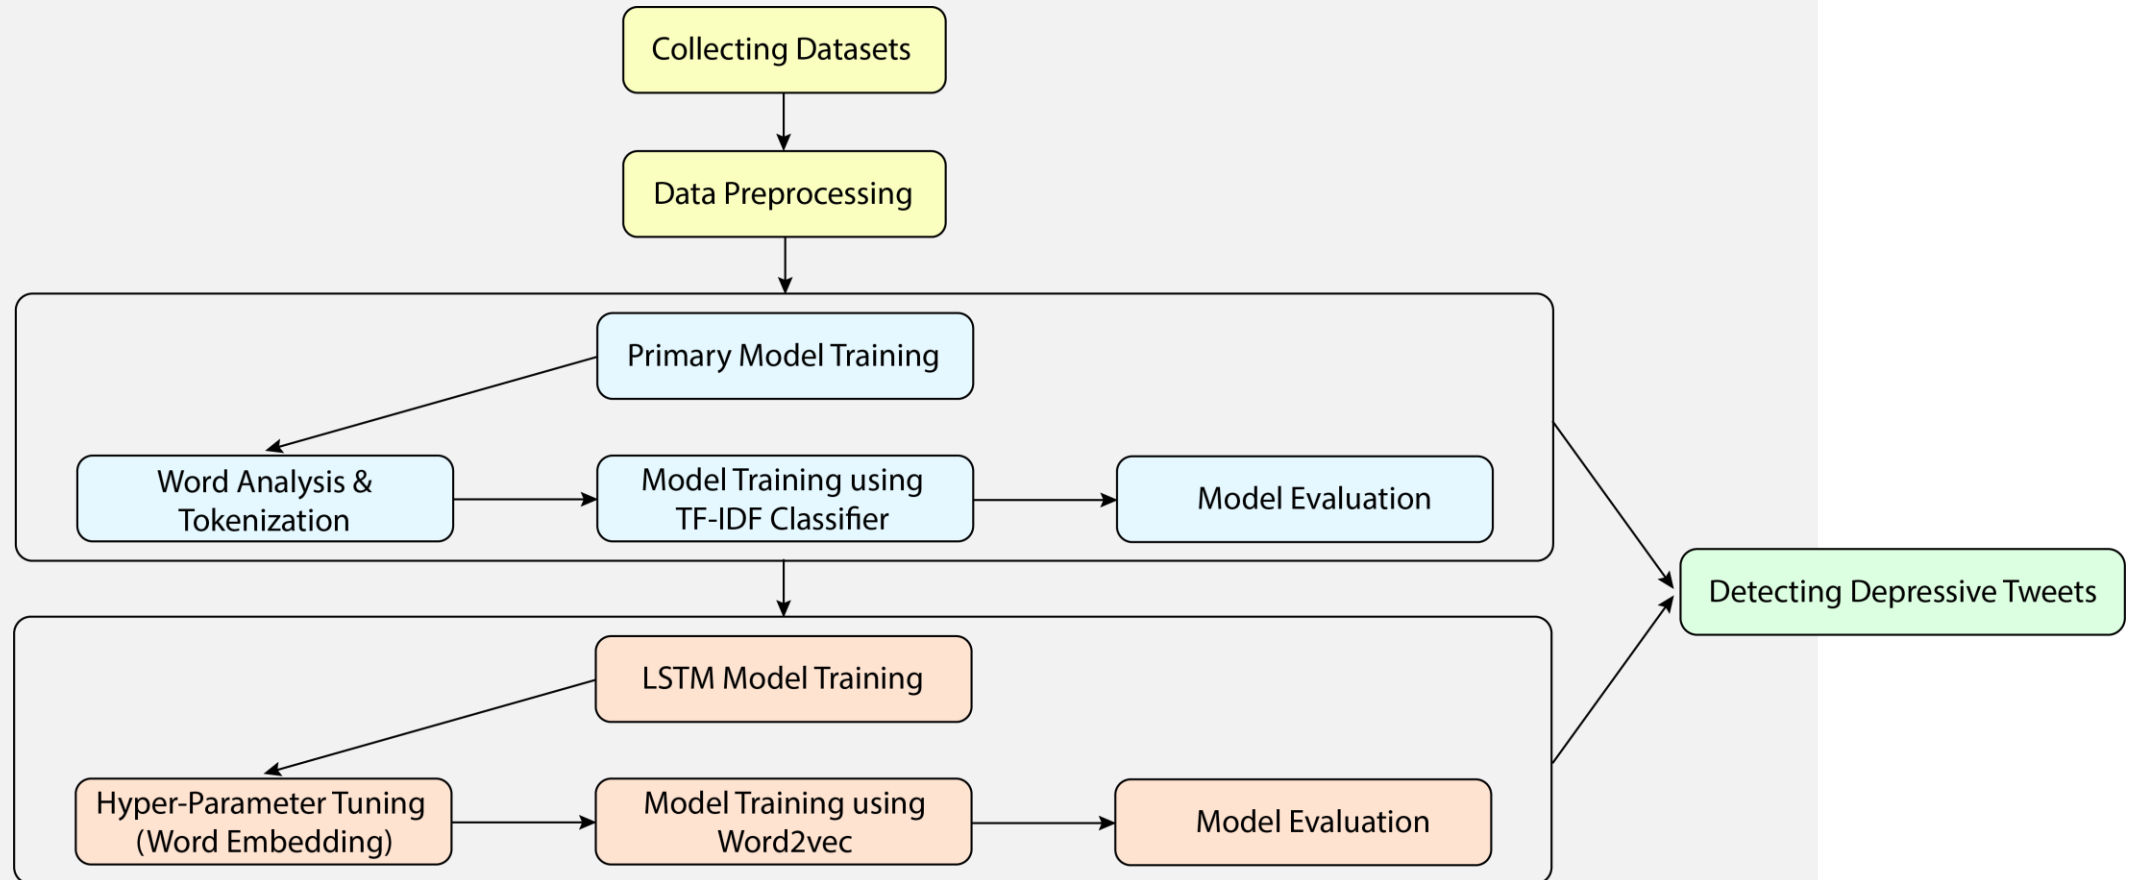 Collecting Datasets
Data Preprocessing
Primary Model Training
Word Analysis &
Tokenization
Model Training using
TF-IDF Classifier
Model Evaluation
Detecting Depressive Tweets
LSTM Model Training
Hyper-Parameter Tuning
(Word Embedding)
Model Training using
Word2vec
Model Evaluation